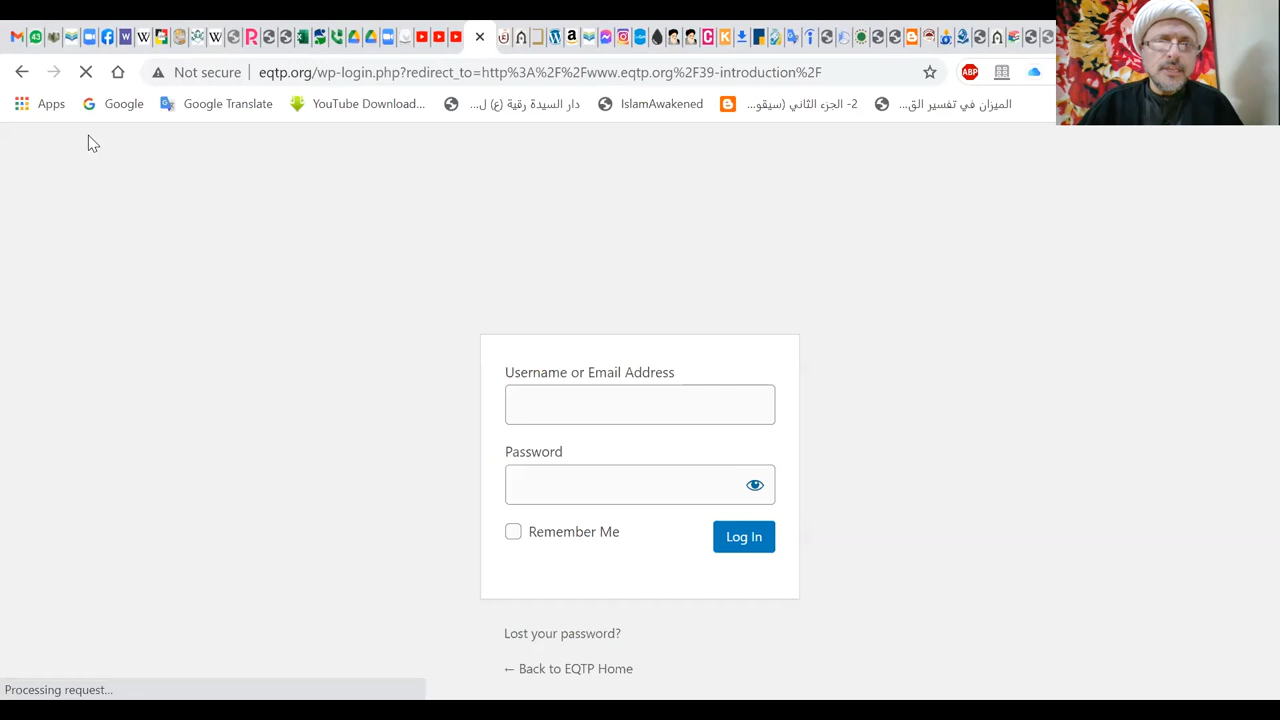 Not secure
eqtp.org/wp-login.php?redirect_to=http%3A%2F%2Fwww.eqtp.org%2F39-introduction%2F
ABP
Apps
Google
Google Translate
YouTube Download...
دار السيدة رقية (ع) ل...
IslamAwakened
2- الجزء الثاني (سيقو...
الميزان في تفسير الق...
Username or Email Address
Password
Remember Me
Log In
Lost your password?
← Back to EQTP Home
Processing request...